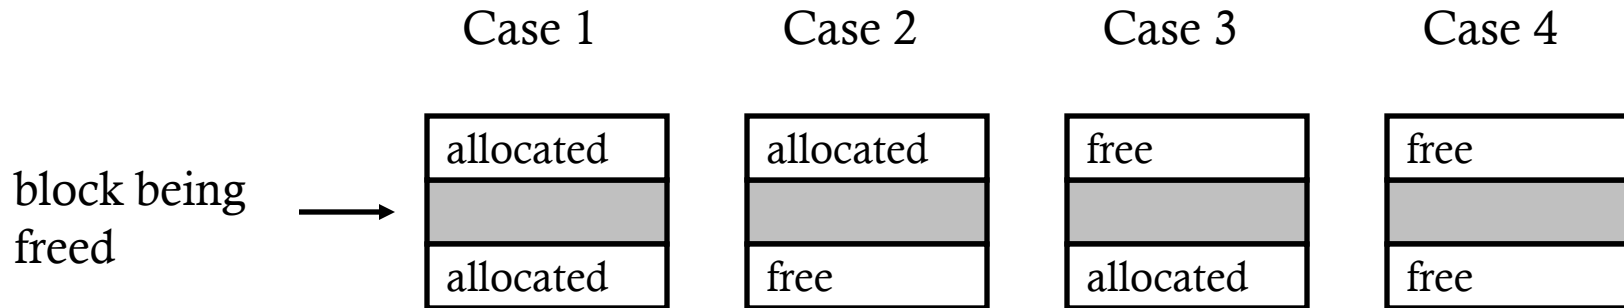 Case 1 Case 2 Case 3 Case 4
allocated allocated free free
block being
freed
allocated free allocated free